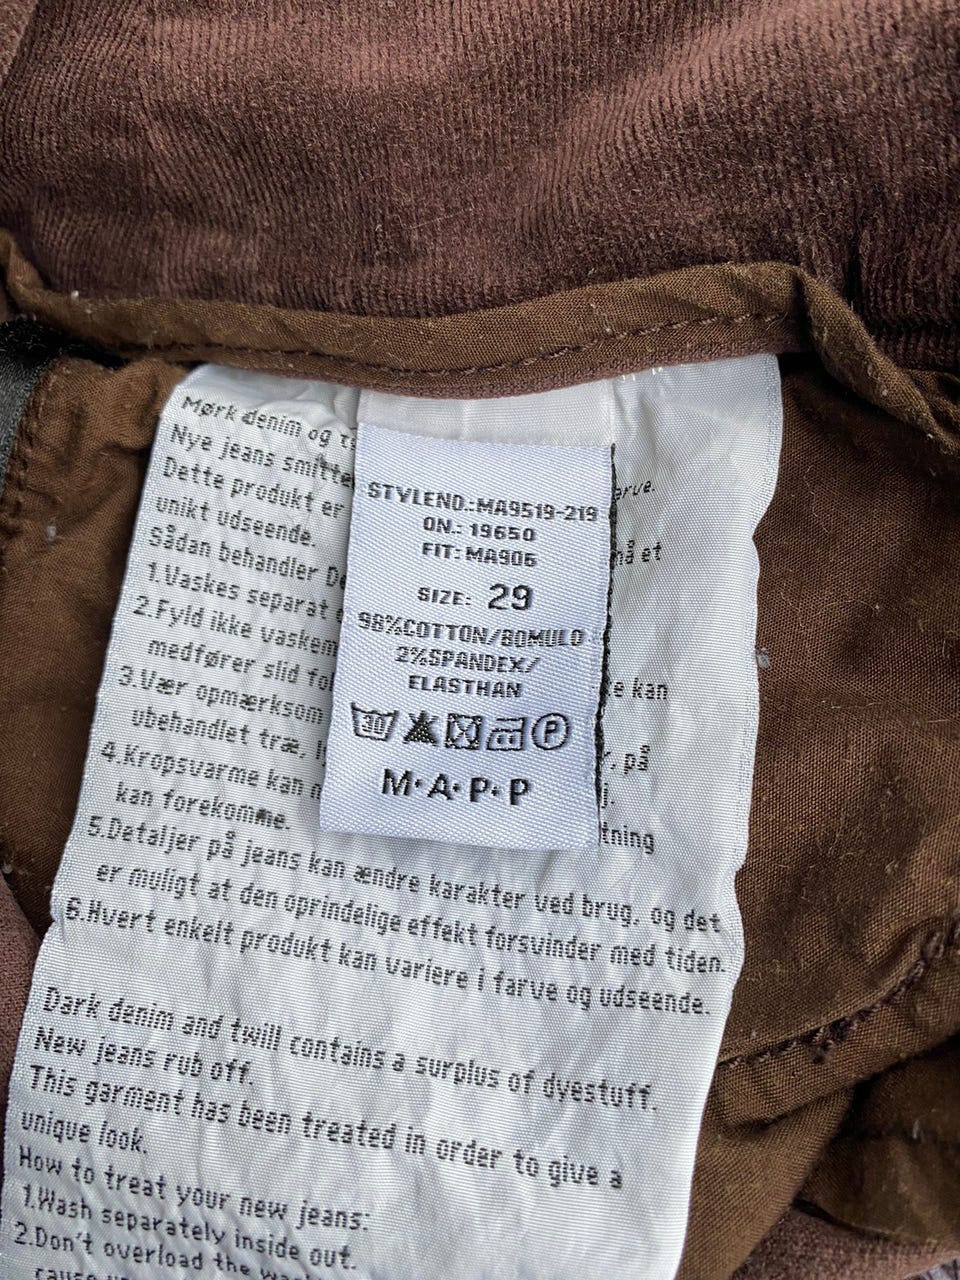 Mørk denim og
Nye jeans smitter
Dette produkt er
unikt udseende.
Sådan behandler
1.Vaskes separat
2.Fyld ikke
medfører slid
3.Vær opmærksom
ubehandlet træ,
4.Kropsvarme kan
kan forekomme.
5.Detaljer på jeans kan ændre karakter ved brug. og det
er muligt at den oprindelige effekt forsvinder med tiden.
6.Hvert enkelt produkt kan variere i farve og udseende.
Dark denim and twill contains a surplus of dyestuff.
New jeans rub off.
This garment has been treated in order to give a
unique look.
How to treat your new jeans:
1.Wash separately inside out.
2.Don't overload the
cause
STYLENO.:MA9519-219
ON.: 19650
FIT: MA906
SIZE: 29
98%COTTON/BOMULD
2%SPANDEX/
ELASTHAN
30 P
M·A·P·P
et
kan
på